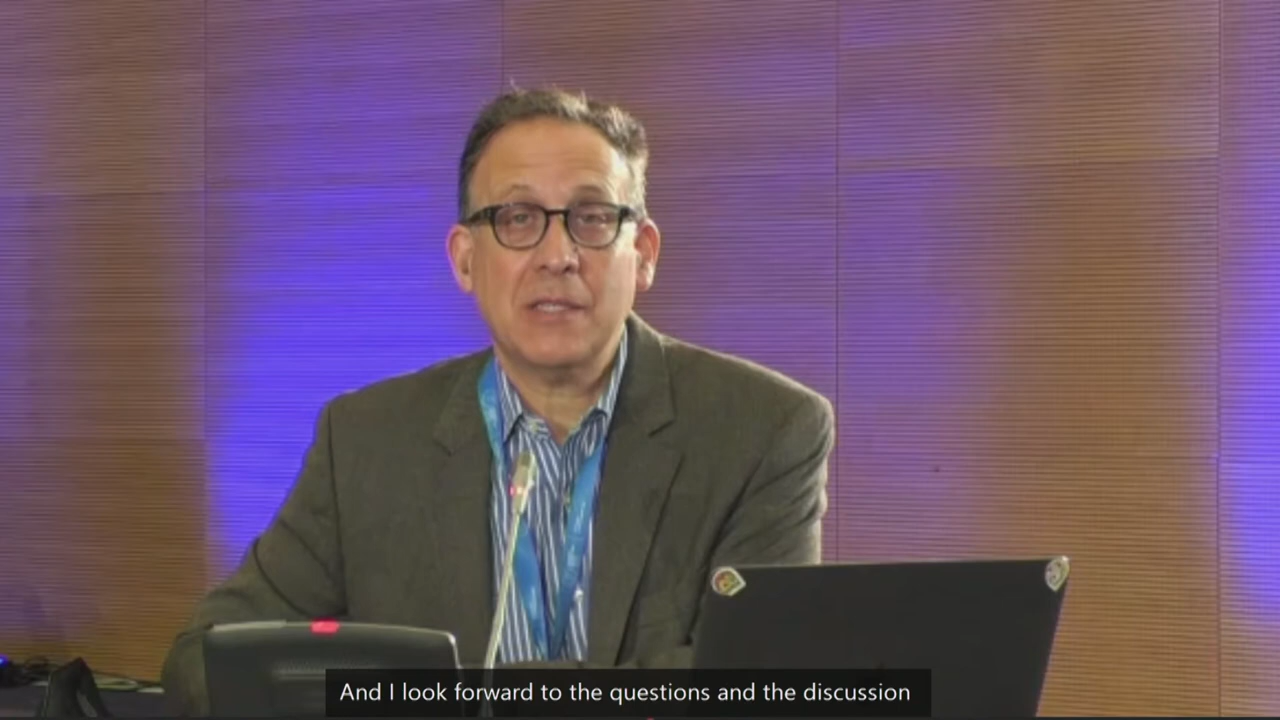 And I look forward to the questions and the discussion